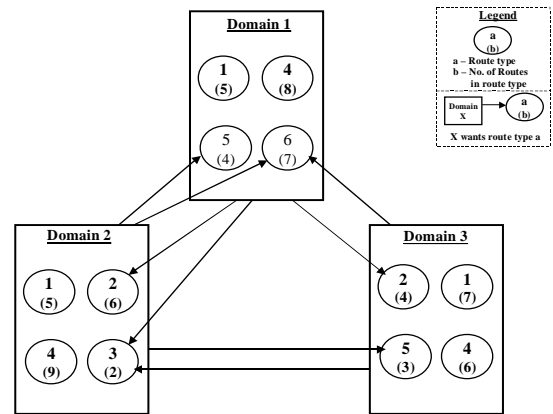 Domain 1
1
(5)
4
(8)
5
(4)
6
(7)
Domain 2
1
(5)
2
(6)
4
(9)
3
(2)
Domain 3
2
(4)
1
(7)
5
(3)
4
(6)
Legend
a
(b)
a – Route type
b – No. of Routes
in route type
Domain
X
a
(b)
X wants route type a